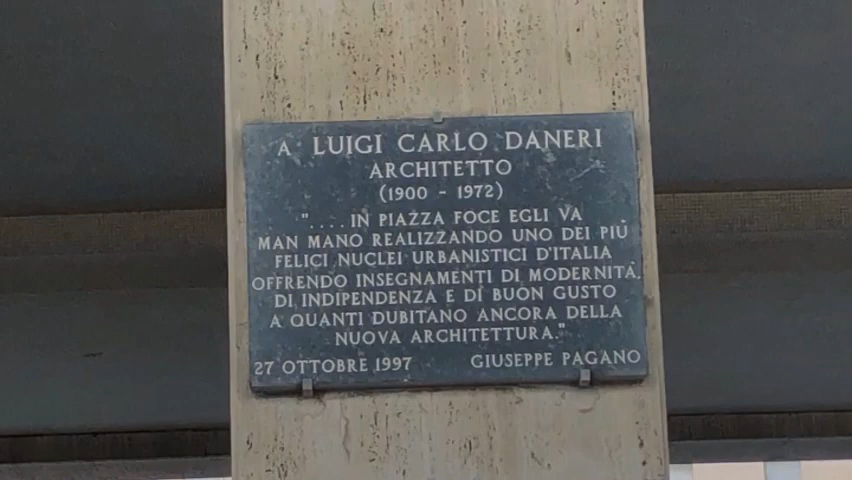 A LUIGI CARLO DANERI
ARCHITETTO
(1900 - 1972)
".... IN PIAZZA FOCE EGLI VA
MAN MANO REALIZZANDO UNO DEI PIÙ
FELICI NUCLEI URBANISTICI D'ITALIA
OFFRENDO INSEGNAMENTI DI MODERNITÀ,
DI INDIPENDENZA E DI BUON GUSTO
A QUANTI DUBITANO ANCORA DELLA
NUOVA ARCHITETTURA."
27 OTTOBRE 1997 GIUSEPPE PAGANO